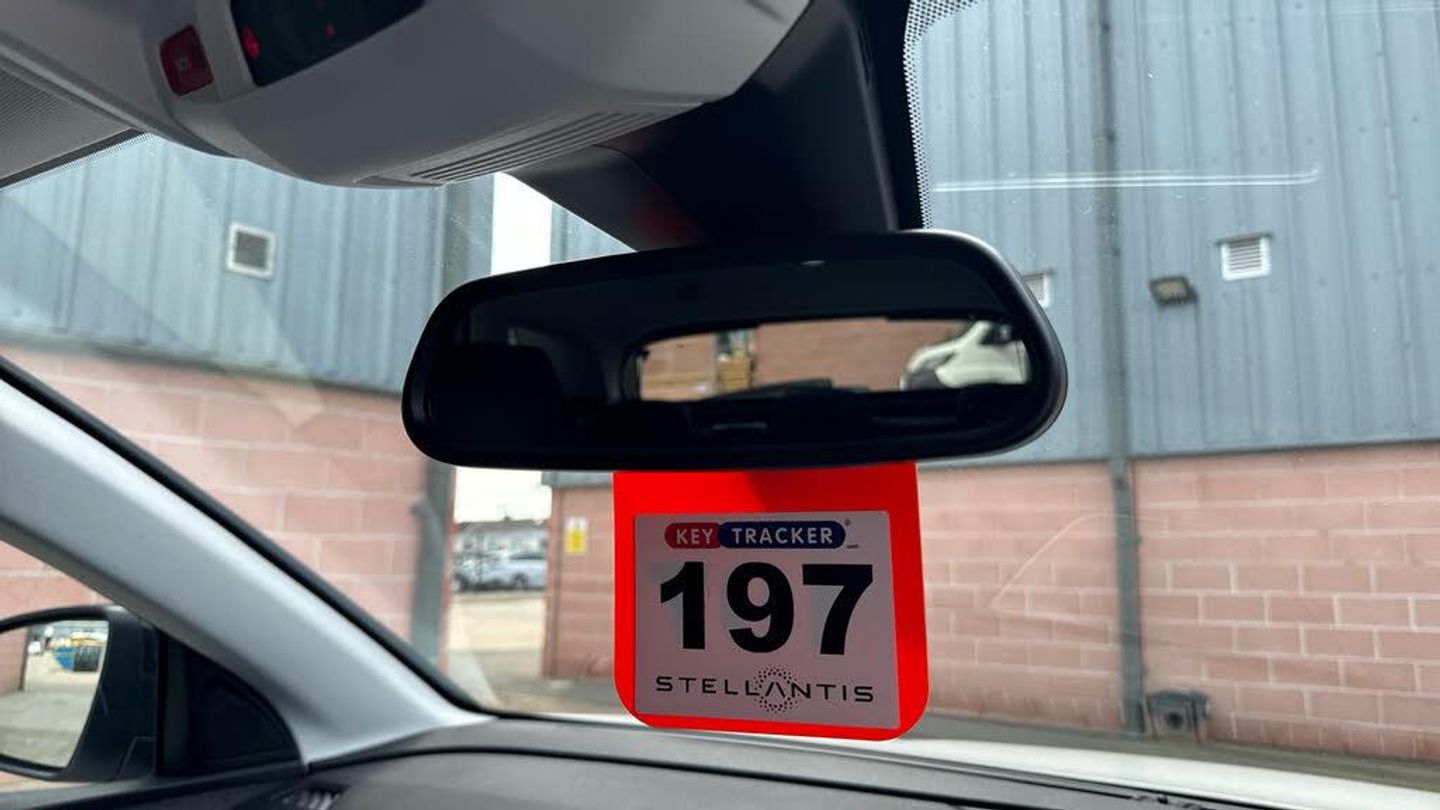 KEY TRACKER
197
STELLANTIS